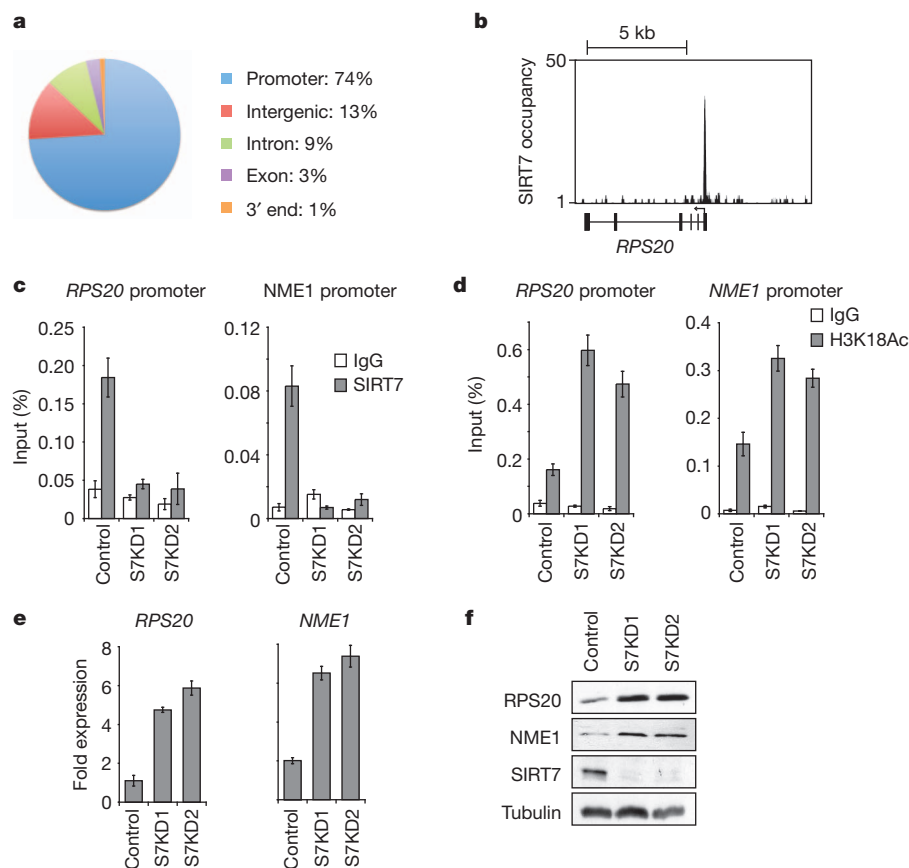 a
Promoter: 74%
Intergenic: 13%
Intron: 9%
Exon: 3%
3′ end: 1%
b
5 kb
50
SIRT7 occupancy
1
RPS20
c
RPS20 promoter
NME1 promoter
0.25
0.20
0.15
0.10
0.05
0
Input (%)
0.12
0.08
0.04
0
IgG
SIRT7
Control
S7KD1
S7KD2
Control
S7KD1
S7KD2
d
RPS20 promoter
NME1 promoter
0.6
0.4
0.2
0
Input (%)
0.4
0.3
0.2
0.1
0
IgG
H3K18Ac
Control
S7KD1
S7KD2
Control
S7KD1
S7KD2
e
RPS20
NME1
8
6
4
2
0
Fold expression
Control
S7KD1
S7KD2
Control
S7KD1
S7KD2
f
Control
S7KD1
S7KD2
RPS20
NME1
SIRT7
Tubulin